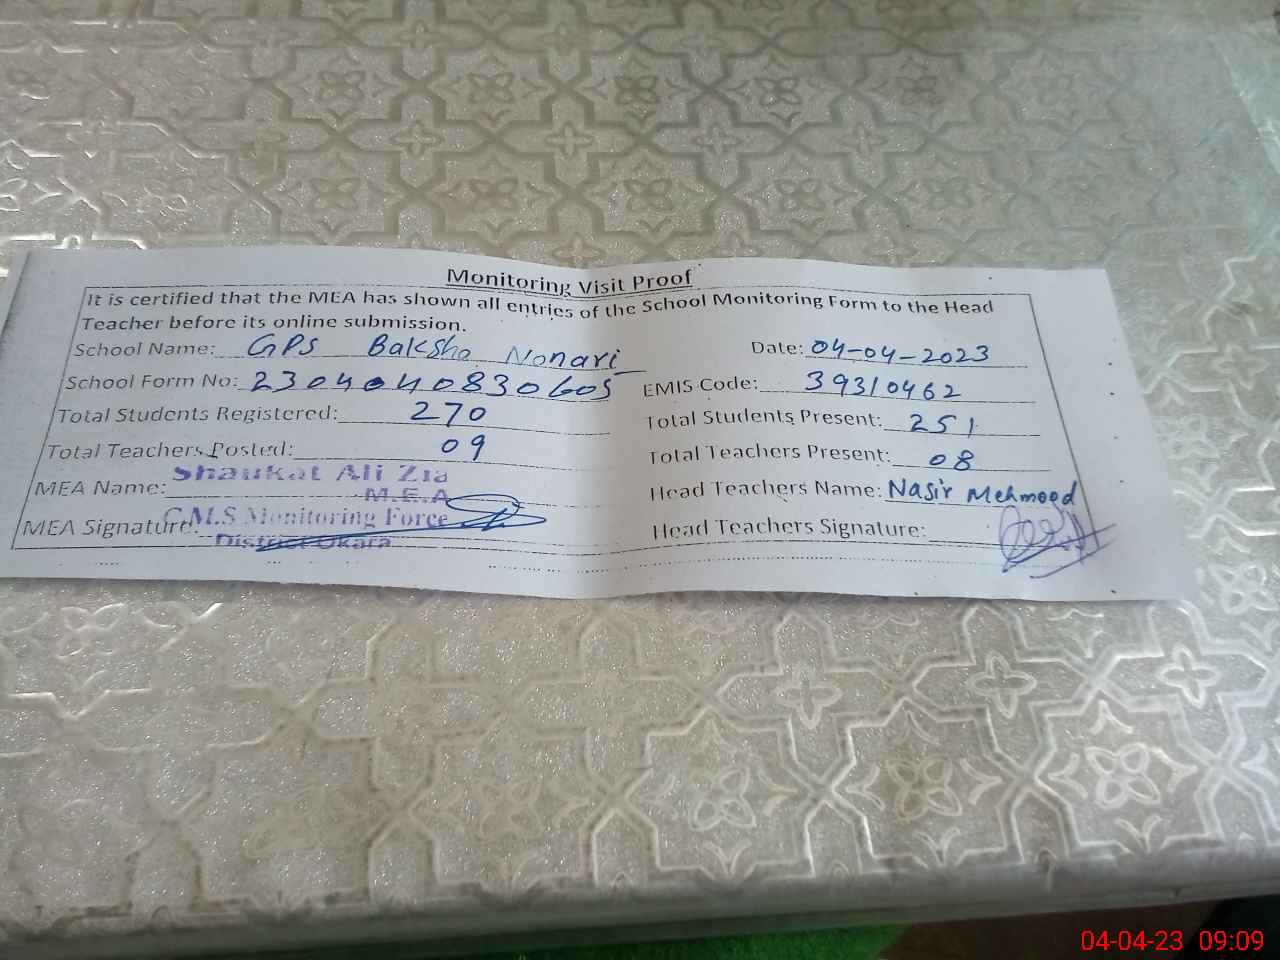 Monitoring Visit Proof
It is certified that the MEA has shown all entries of the School Monitoring Form to the Head
Teacher before its online submission.
School Name: GPS Baksha Nonari Date: 04-04-2023
School Form No: 2304040830605 EMIS Code: 39310462
Total Students Registered: 270 Total Students Present: 251
Total Teachers Posted: 09 Total Teachers Present: 08
Shaukat Ali Zia
MEA Name: M.E.A Head Teachers Name: Nasir Mehmood
MEA Signature: C.M.S Monitoring Force Head Teachers Signature:
District Okara
04-04-23 09:09